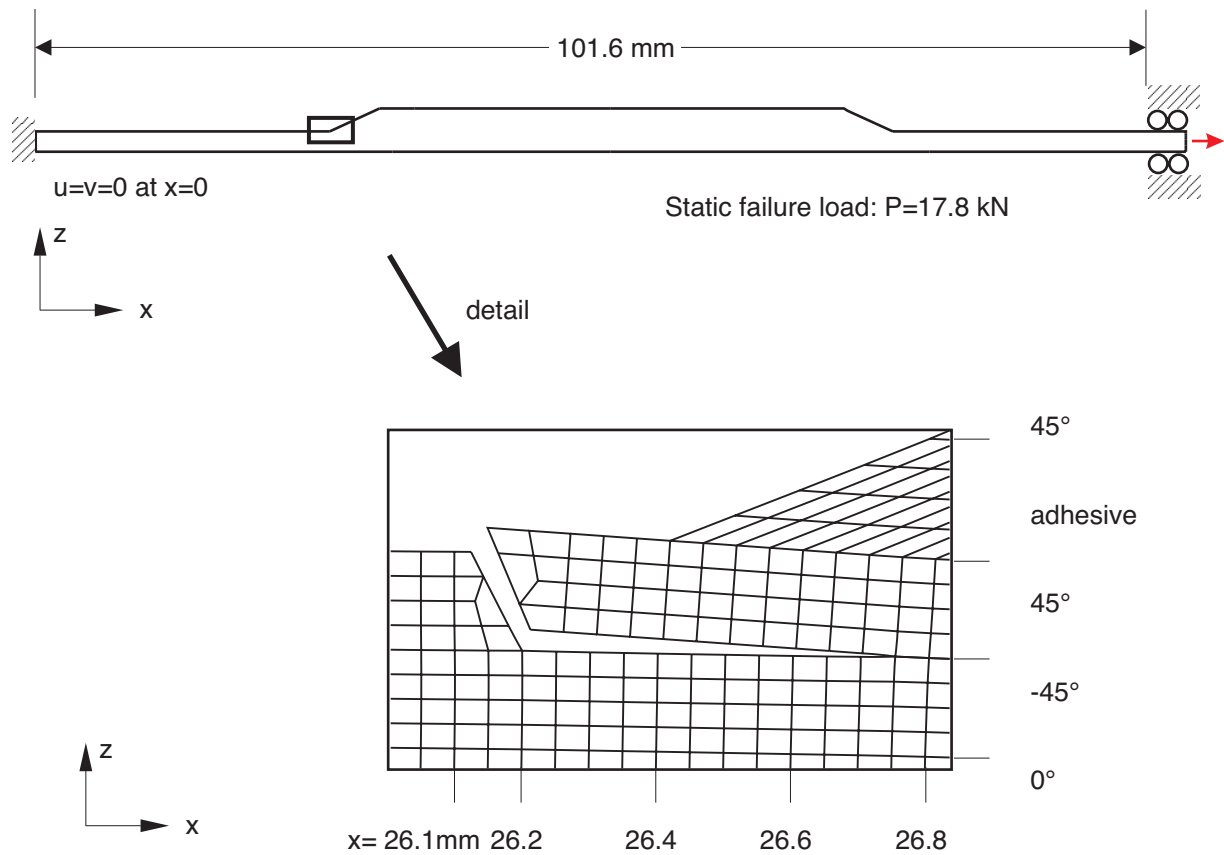 101.6 mm
u=v=0 at x=0
Static failure load: P=17.8 kN
z
x
detail
45°
adhesive
45°
-45°
0°
z
x
x= 26.1mm 26.2 26.4 26.6 26.8